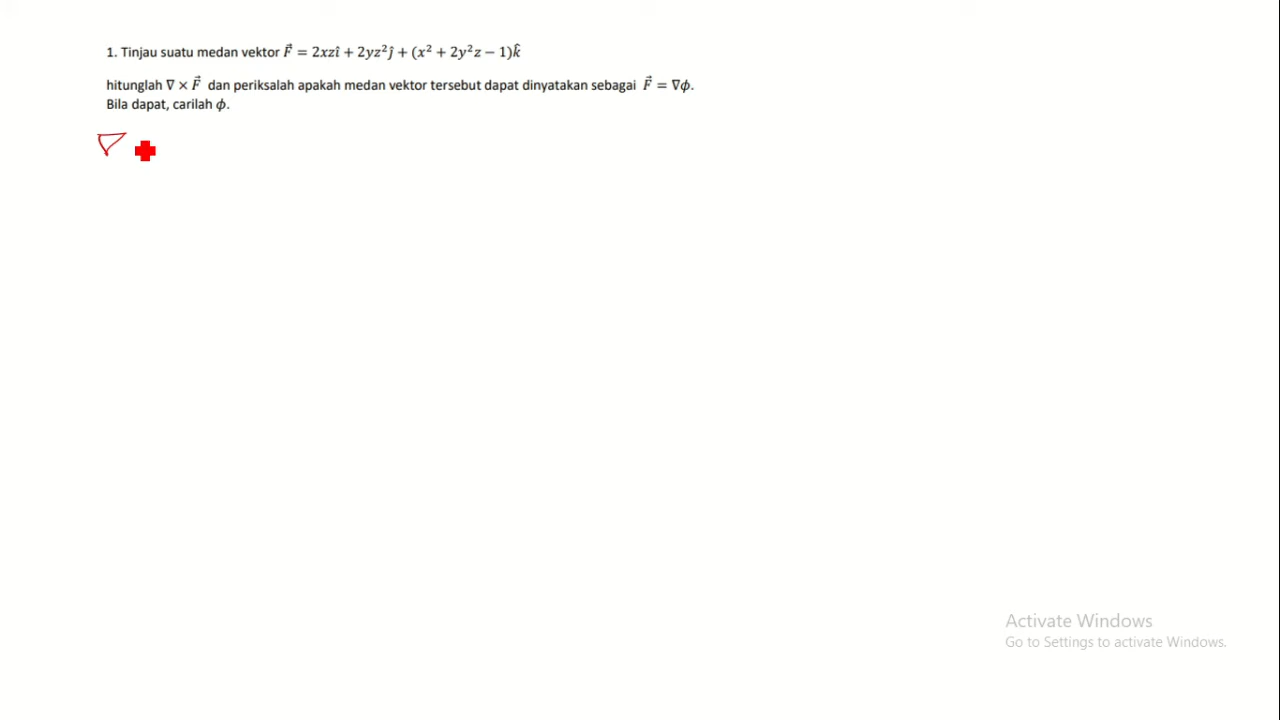 1. Tinjau suatu medan vektor F⃗ = 2xzî + 2yz²ĵ + (x² + 2y²z − 1)k̂
hitunglah ∇ × F⃗ dan periksalah apakah medan vektor tersebut dapat dinyatakan sebagai F⃗ = ∇ϕ.
Bila dapat, carilah ϕ.
∇
Activate Windows
Go to Settings to activate Windows.